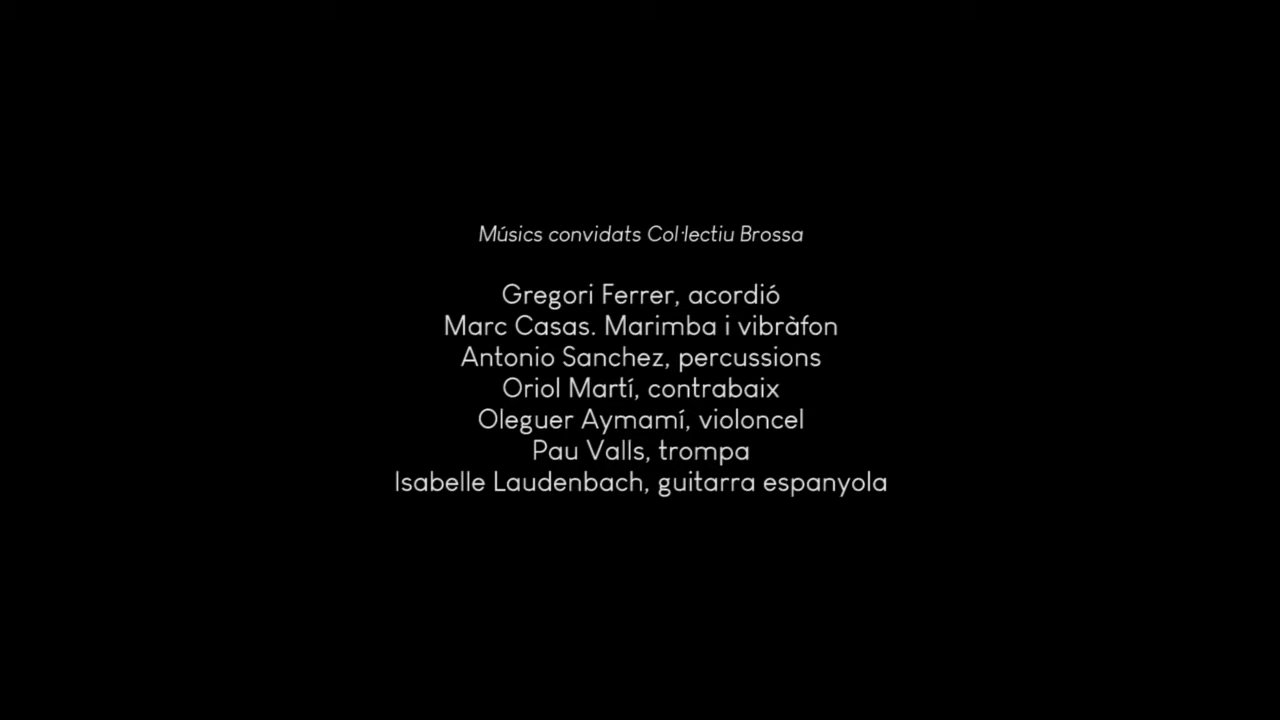 Músics convidats Col·lectiu Brossa
Gregori Ferrer, acordió
Marc Casas. Marimba i vibràfon
Antonio Sanchez, percussions
Oriol Martí, contrabaix
Oleguer Aymamí, violoncel
Pau Valls, trompa
Isabelle Laudenbach, guitarra espanyola